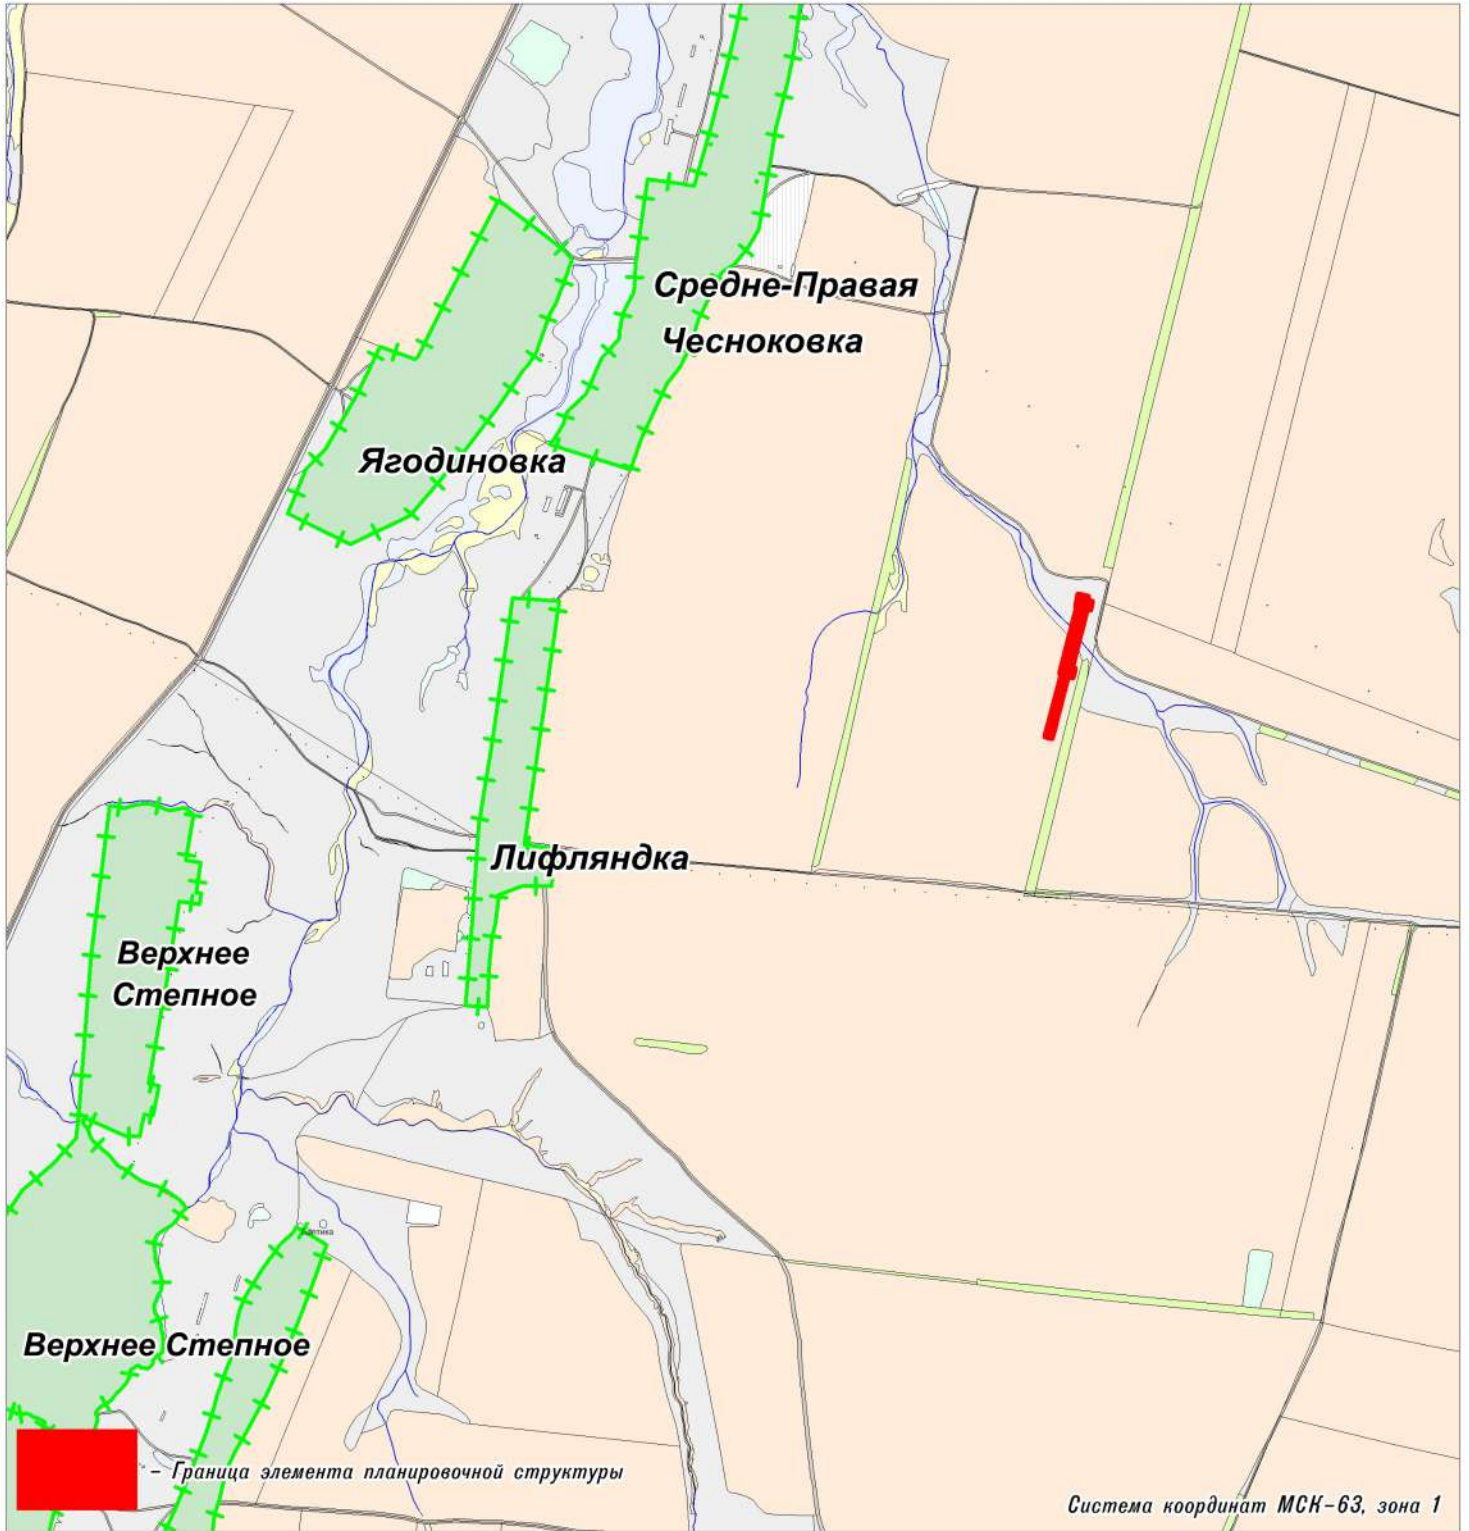 Средне-Правая
Чесноковка
Ягодиновка
Лифляндка
Верхнее
Степное
Верхнее Степное
– Граница элемента планировочной структуры
Система координат МСК-63, зона 1